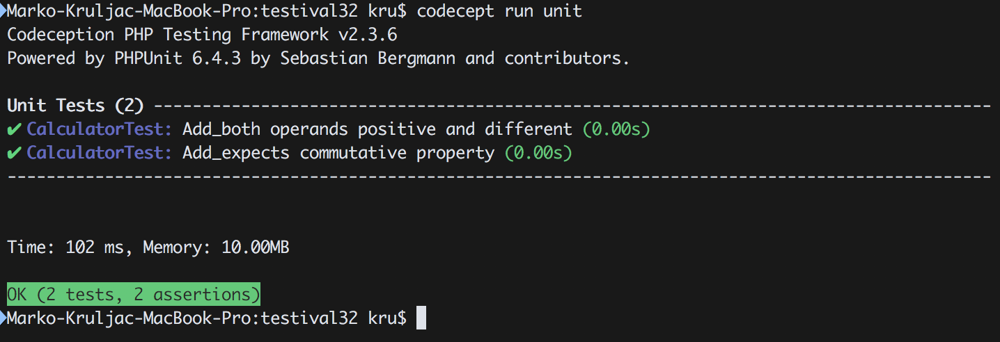 Marko-Kruljac-MacBook-Pro:testival32 kru$ codecept run unit
Codeception PHP Testing Framework v2.3.6
Powered by PHPUnit 6.4.3 by Sebastian Bergmann and contributors.
Unit Tests (2) --------------------------------------------------------------------------------------
✔ CalculatorTest: Add_both operands positive and different (0.00s)
✔ CalculatorTest: Add_expects commutative property (0.00s)
-----------------------------------------------------------------------------------------------------
Time: 102 ms, Memory: 10.00MB
OK (2 tests, 2 assertions)
Marko-Kruljac-MacBook-Pro:testival32 kru$